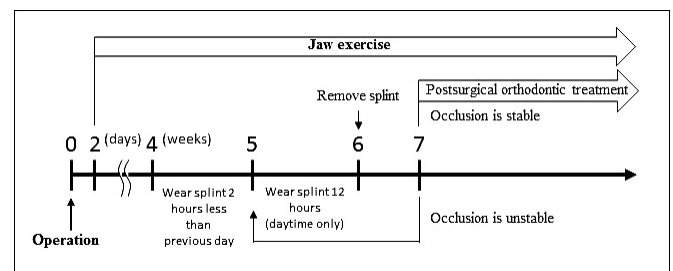 Jaw exercise
Postsurgical orthodontic treatment
Remove splint
Occlusion is stable
0 2 (days) 4 (weeks) 5 6 7
Wear splint 2
hours less
than
previous day
Wear splint 12
hours
(daytime only)
Operation
Occlusion is unstable